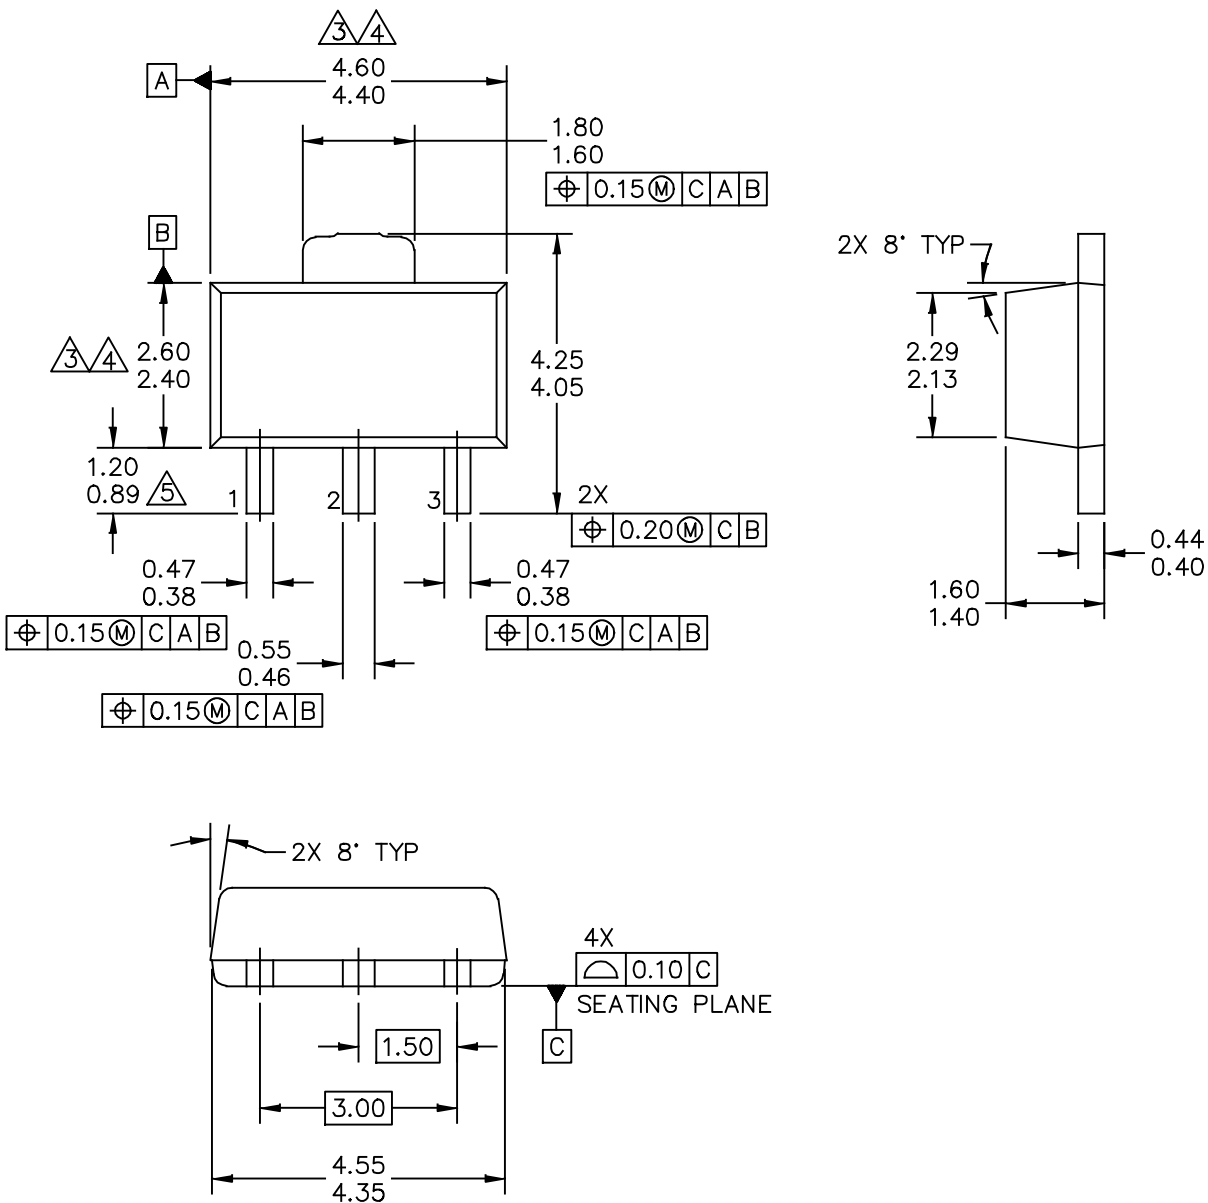 3 4
A
4.60
4.40
1.80
1.60
⌖ 0.15 Ⓜ C A B
B
2X 8° TYP
3 4
2.60
2.40
4.25
4.05
2.29
2.13
1.20
0.89 5
1 2 3
2X
⌖ 0.20 Ⓜ C B
0.47
0.38
0.47
0.38
0.44
0.40
1.60
1.40
⌖ 0.15 Ⓜ C A B
⌖ 0.15 Ⓜ C A B
0.55
0.46
⌖ 0.15 Ⓜ C A B
2X 8° TYP
4X
⌓ 0.10 C
SEATING PLANE
1.50
C
3.00
4.55
4.35